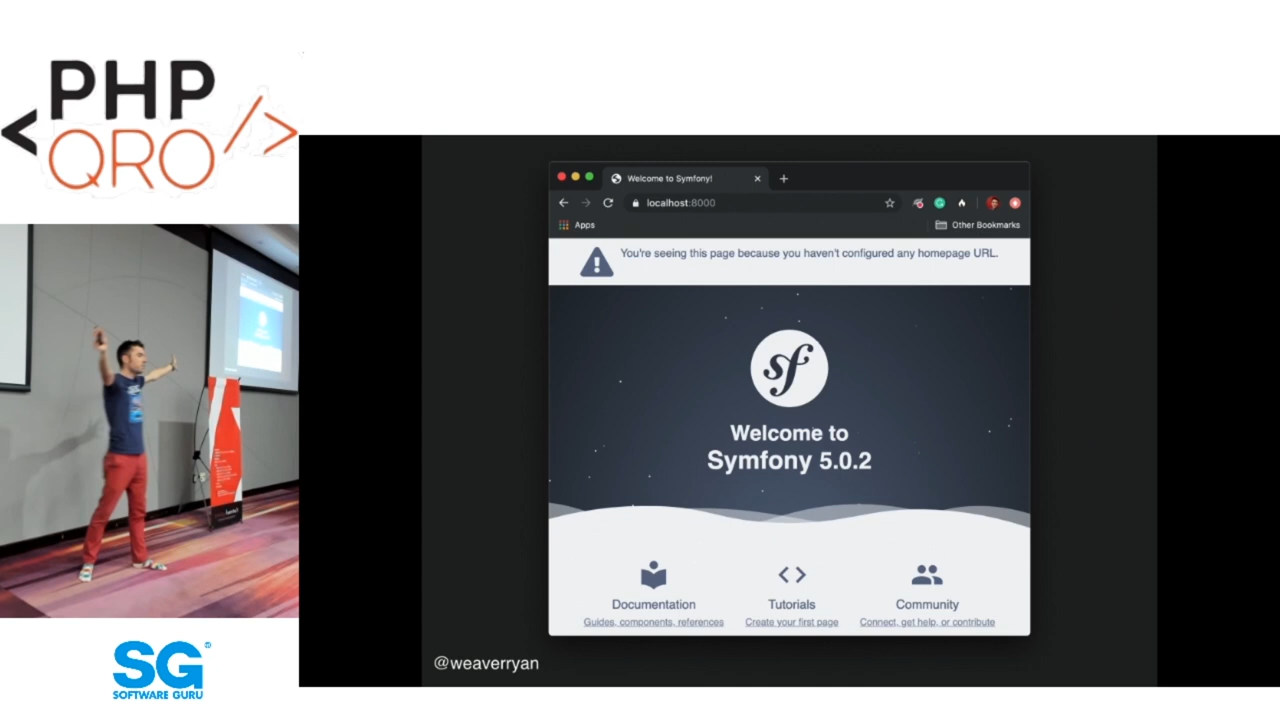 PHP
< QRO />
Welcome to Symfony!
localhost:8000
Apps
Other Bookmarks
You're seeing this page because you haven't configured any homepage URL.
sf
Welcome to
Symfony 5.0.2
Documentation
Tutorials
Community
Guides, components, references
Create your first page
Connect, get help, or contribute
@weaverryan
SG®
SOFTWARE GURU